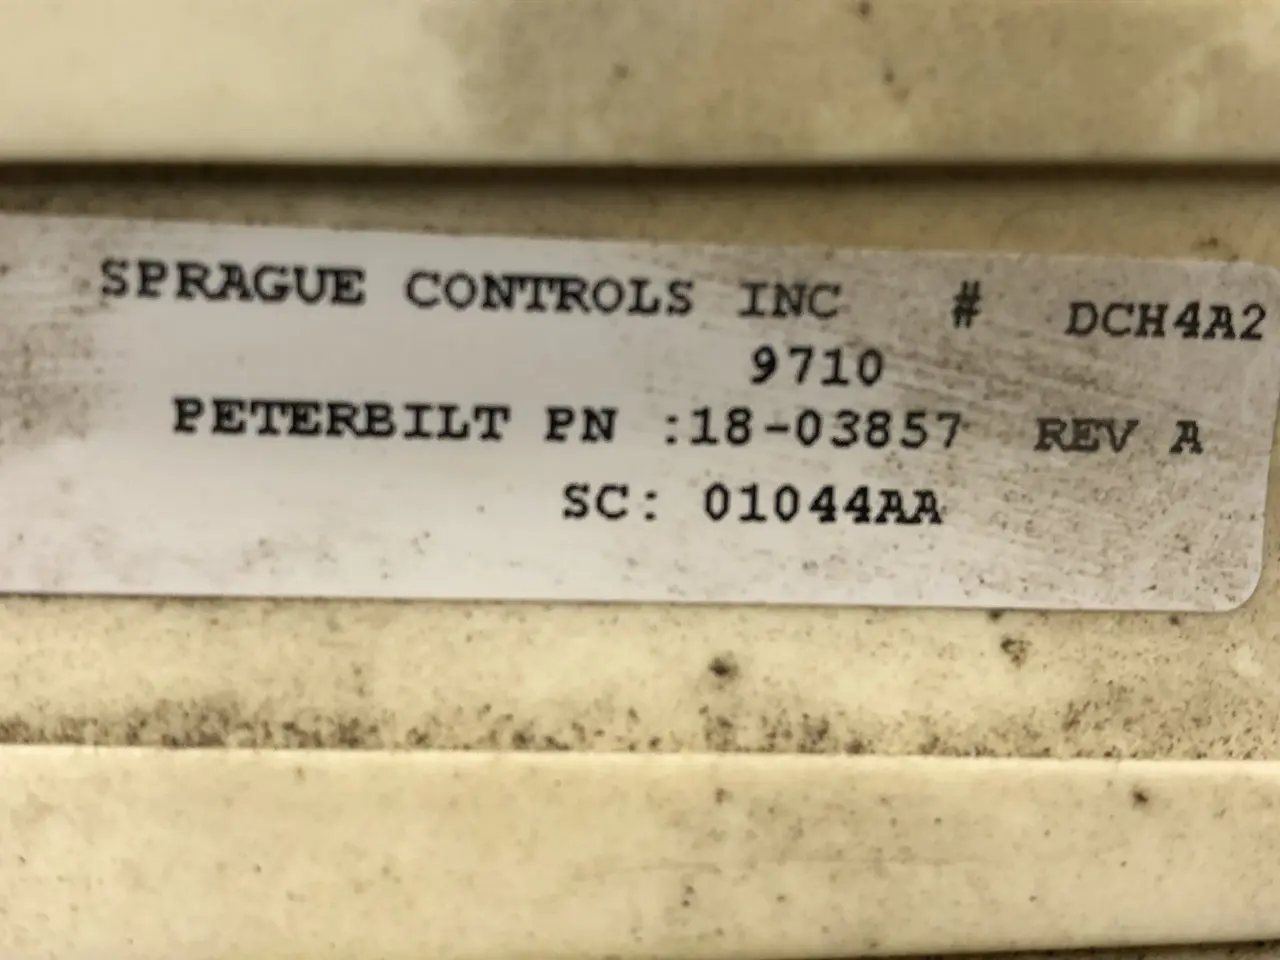 SPRAGUE CONTROLS INC # DCH4A2
9710
PETERBILT PN :18-03857 REV A
SC: 01044AA